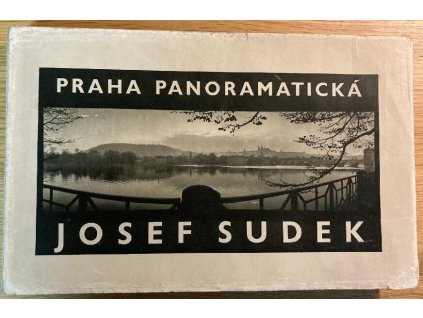 PRAHA PANORAMATICKÁ
JOSEF SUDEK